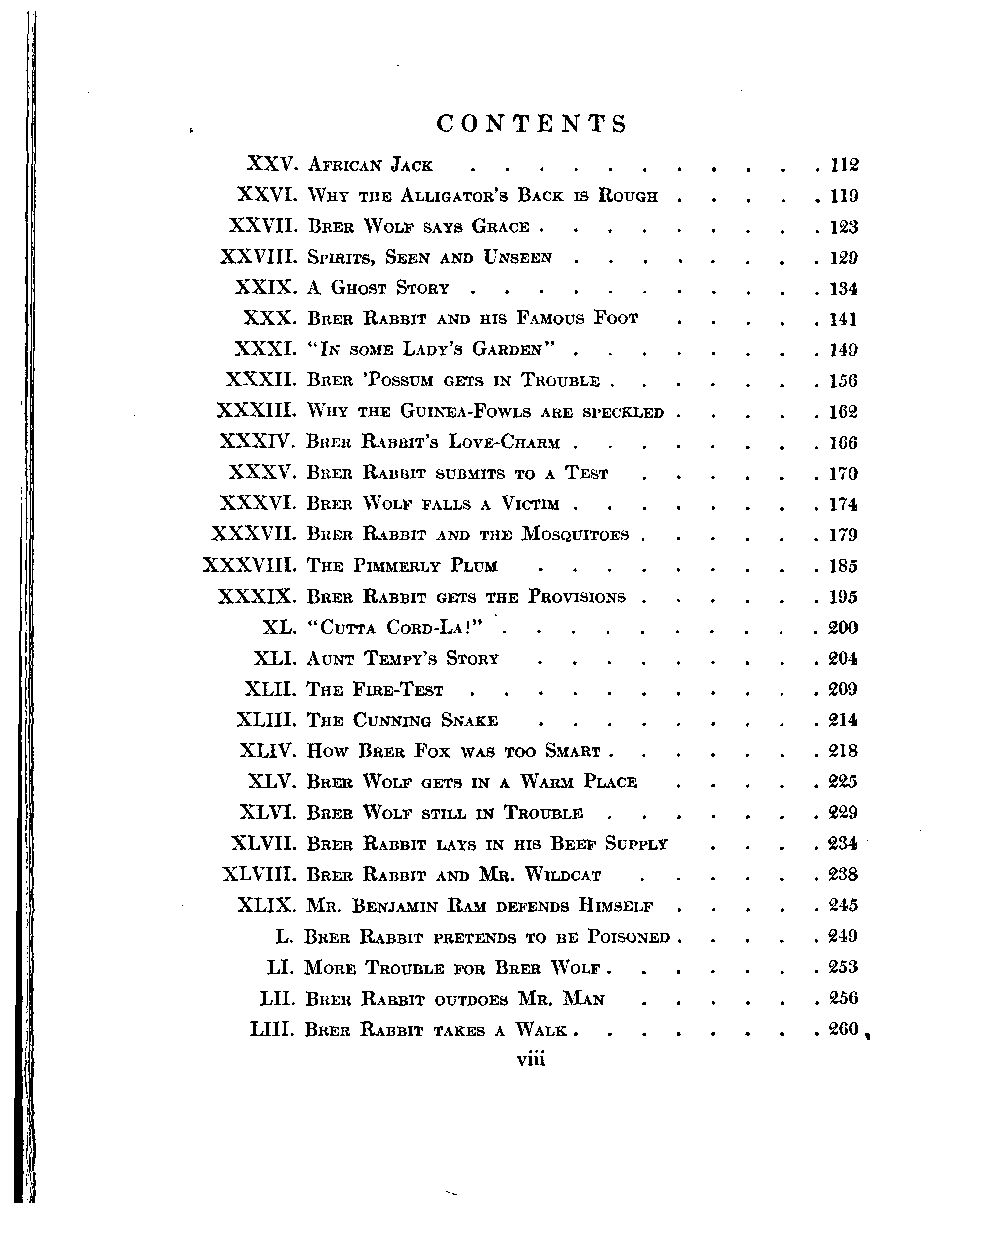 CONTENTS
XXV. African Jack . . . . . . . . . . . 112
XXVI. Why the Alligator's Back is Rough . . . . . 119
XXVII. Brer Wolf says Grace . . . . . . . . . 123
XXVIII. Spirits, Seen and Unseen . . . . . . . . 129
XXIX. A Ghost Story . . . . . . . . . . . 134
XXX. Brer Rabbit and his Famous Foot . . . . . 141
XXXI. "In some Lady's Garden" . . . . . . . . 149
XXXII. Brer 'Possum gets in Trouble . . . . . . . 156
XXXIII. Why the Guinea-Fowls are speckled . . . . . 162
XXXIV. Brer Rabbit's Love-Charm . . . . . . . . 166
XXXV. Brer Rabbit submits to a Test . . . . . . 170
XXXVI. Brer Wolf falls a Victim . . . . . . . . 174
XXXVII. Brer Rabbit and the Mosquitoes . . . . . . 179
XXXVIII. The Pimmerly Plum . . . . . . . . . 185
XXXIX. Brer Rabbit gets the Provisions . . . . . . 195
XL. "Cutta Cord-La!" . . . . . . . . . . 200
XLI. Aunt Tempy's Story . . . . . . . . . 204
XLII. The Fire-Test . . . . . . . . . . . 209
XLIII. The Cunning Snake . . . . . . . . . 214
XLIV. How Brer Fox was too Smart . . . . . . . 218
XLV. Brer Wolf gets in a Warm Place . . . . . 225
XLVI. Brer Wolf still in Trouble . . . . . . . 229
XLVII. Brer Rabbit lays in his Beef Supply . . . . 234
XLVIII. Brer Rabbit and Mr. Wildcat . . . . . . 238
XLIX. Mr. Benjamin Ram defends Himself . . . . . 245
L. Brer Rabbit pretends to be Poisoned . . . . . 249
LI. More Trouble for Brer Wolf . . . . . . . 253
LII. Brer Rabbit outdoes Mr. Man . . . . . . 256
LIII. Brer Rabbit takes a Walk . . . . . . . . 260
viii